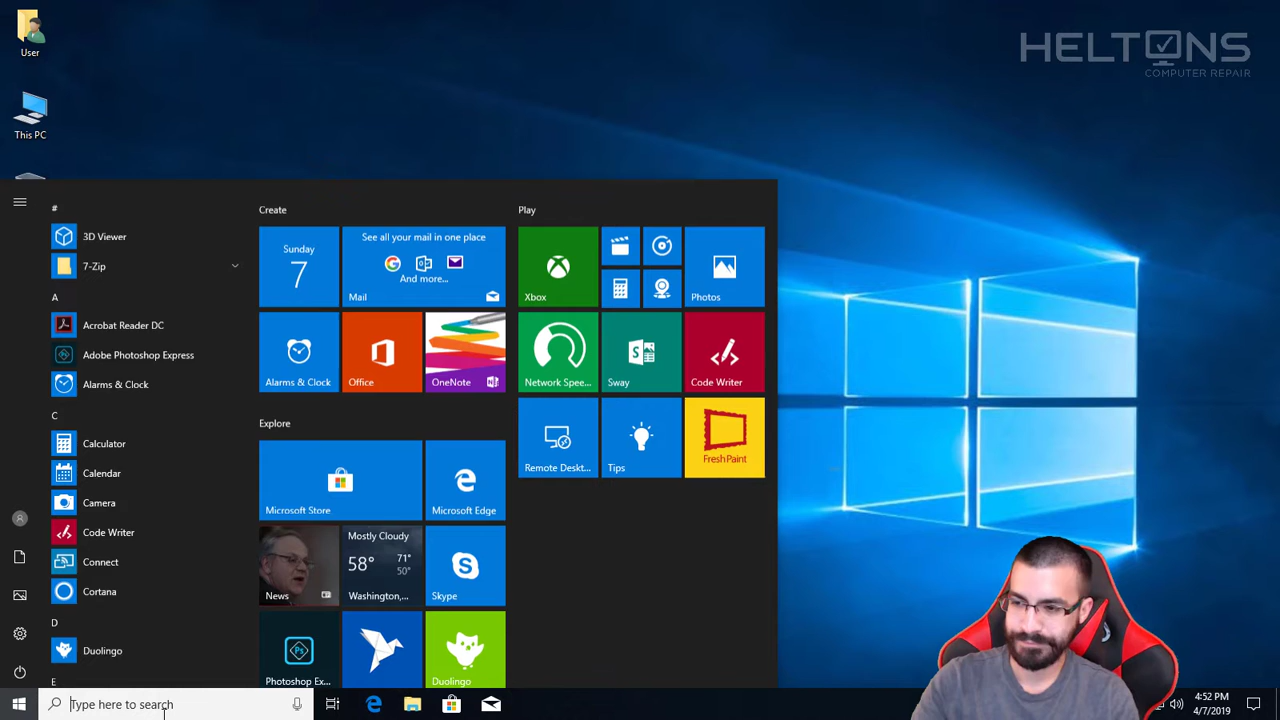 User
This PC
HELTONS
COMPUTER REPAIR
#
3D Viewer
7-Zip
A
Acrobat Reader DC
Adobe Photoshop Express
Alarms & Clock
C
Calculator
Calendar
Camera
Code Writer
Connect
Cortana
D
Duolingo
E
Create
Sunday
7
See all your mail in one place
And more...
Mail
Alarms & Clock
Office
OneNote
Explore
Microsoft Store
Microsoft Edge
News
Mostly Cloudy
58°
71°
50°
Washington,...
Skype
Ps
Photoshop Ex...
Duolingo
Play
Xbox
Photos
Network Spee...
Sway
Code Writer
Remote Deskt...
Tips
Fresh Paint
Type here to search
4:52 PM
4/7/2019